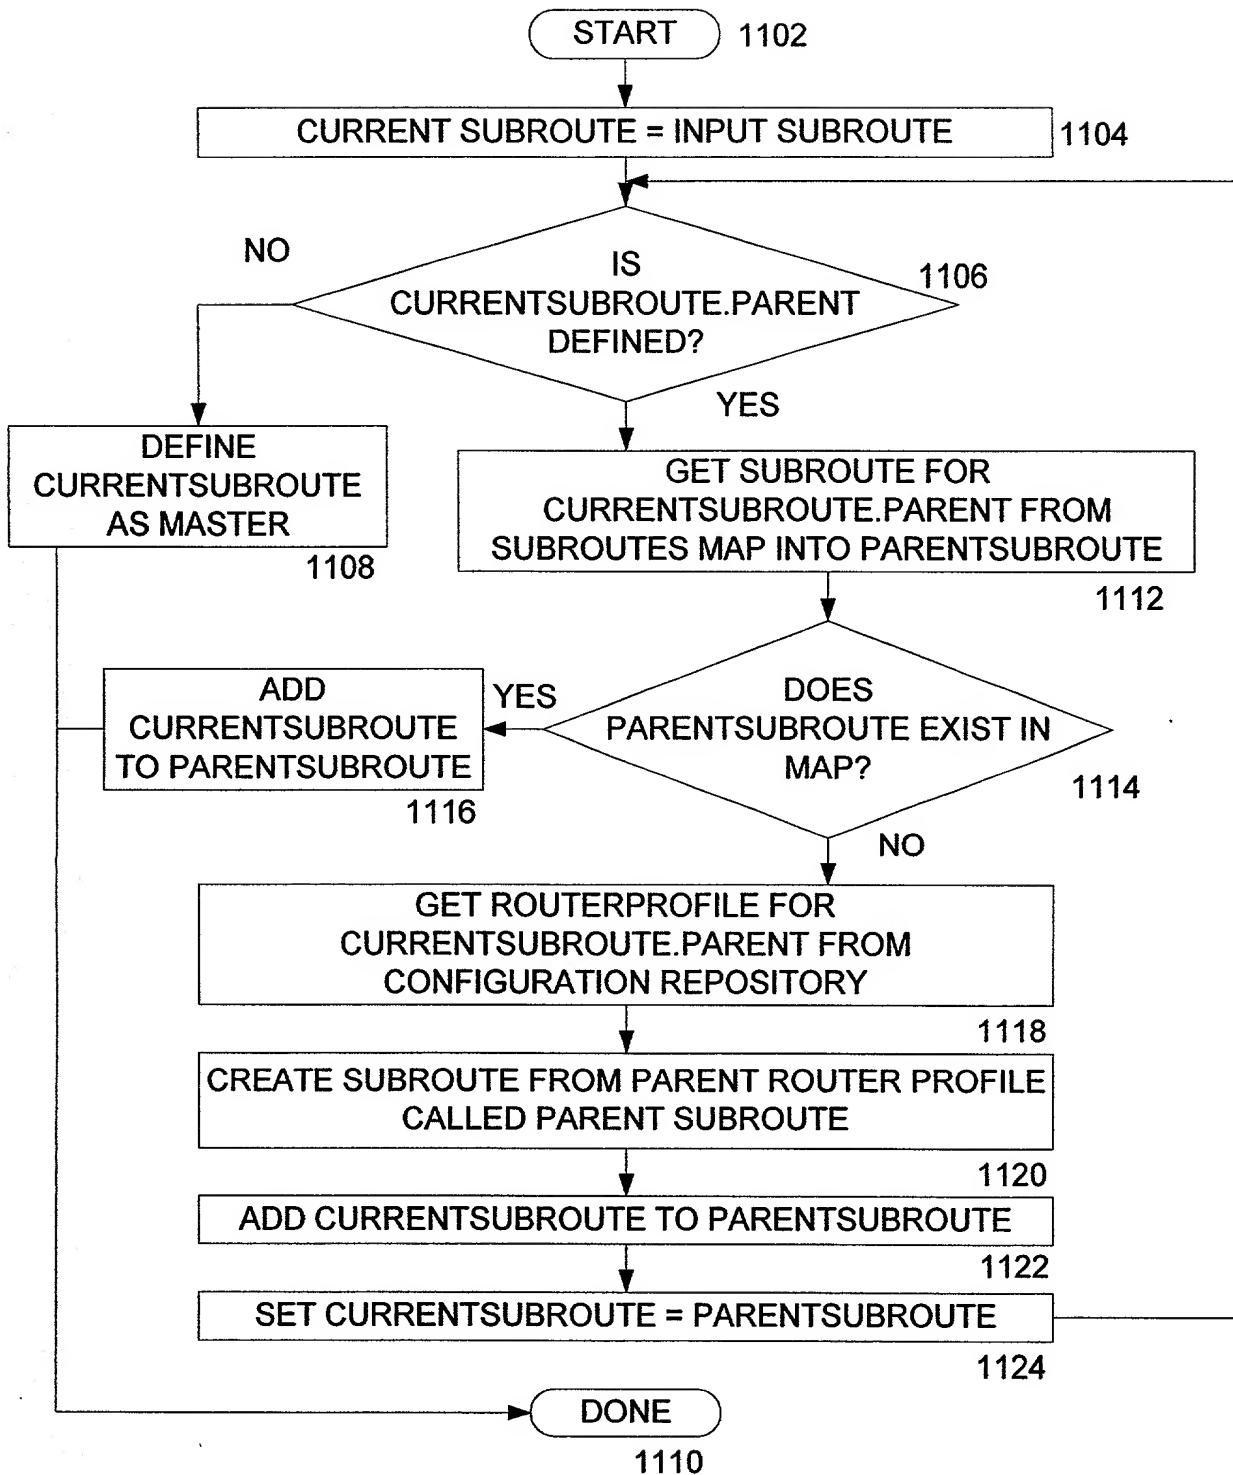 START
1102
CURRENT SUBROUTE = INPUT SUBROUTE
1104
NO
IS
CURRENTSUBROUTE.PARENT
DEFINED?
1106
YES
DEFINE
CURRENTSUBROUTE
AS MASTER
1108
GET SUBROUTE FOR
CURRENTSUBROUTE.PARENT FROM
SUBROUTES MAP INTO PARENTSUBROUTE
1112
ADD
CURRENTSUBROUTE
TO PARENTSUBROUTE
1116
YES
DOES
PARENTSUBROUTE EXIST IN
MAP?
1114
NO
GET ROUTERPROFILE FOR
CURRENTSUBROUTE.PARENT FROM
CONFIGURATION REPOSITORY
1118
CREATE SUBROUTE FROM PARENT ROUTER PROFILE
CALLED PARENT SUBROUTE
1120
ADD CURRENTSUBROUTE TO PARENTSUBROUTE
1122
SET CURRENTSUBROUTE = PARENTSUBROUTE
1124
DONE
1110